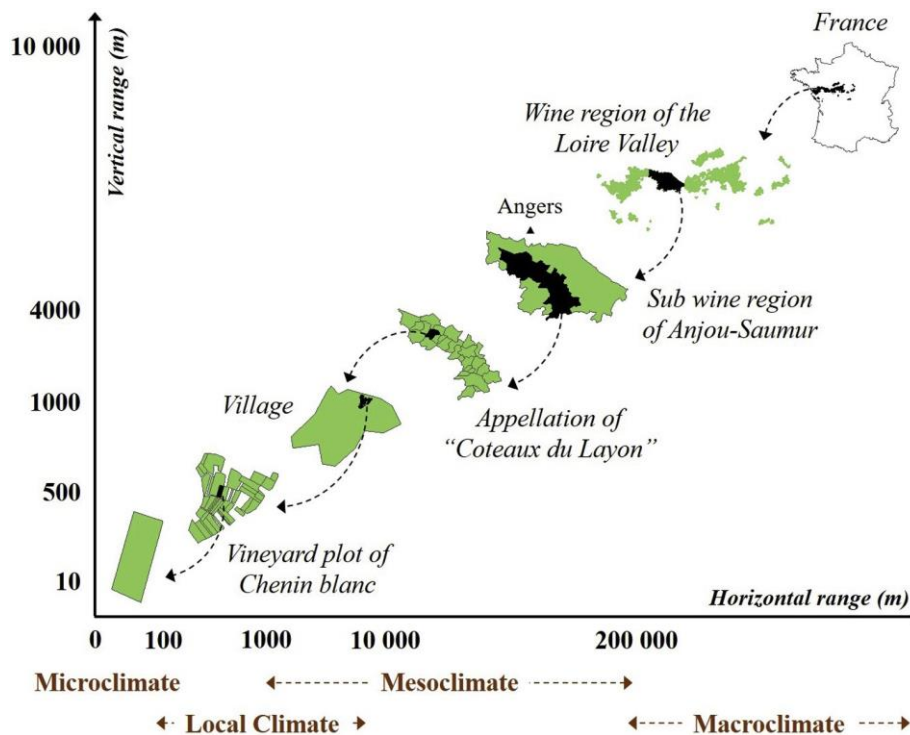 10 000
Vertical range (m)
France
Wine region of the
Loire Valley
Angers
4000
Sub wine region
of Anjou-Saumur
1000
Village
Appellation of
“Coteaux du Layon”
500
Vineyard plot of
Chenin blanc
10
Horizontal range (m)
0 100 1000 10 000 200 000
Microclimate Mesoclimate
Local Climate Macroclimate